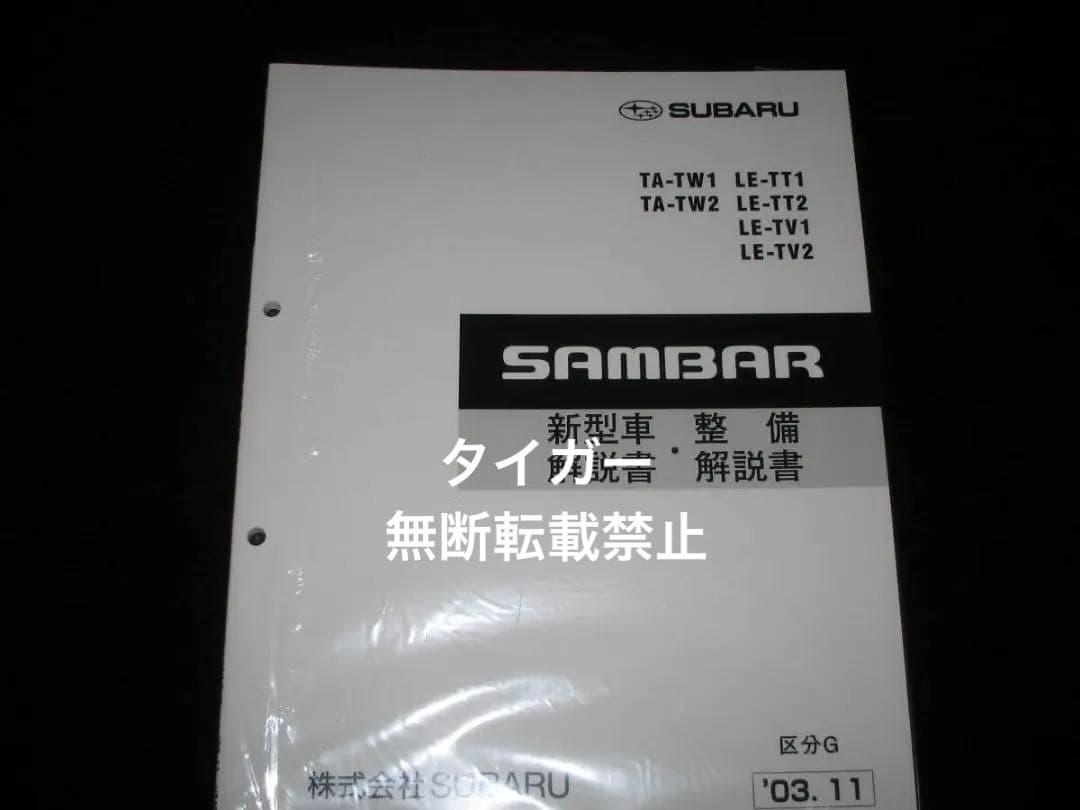 SUBARU
TA-TW1 LE-TT1
TA-TW2 LE-TT2
LE-TV1
LE-TV2
SAMBAR
新型車 整 備
解説書 ・ 解説書
タイガー
無断転載禁止
区分G
株式会社SUBARU
'03.11